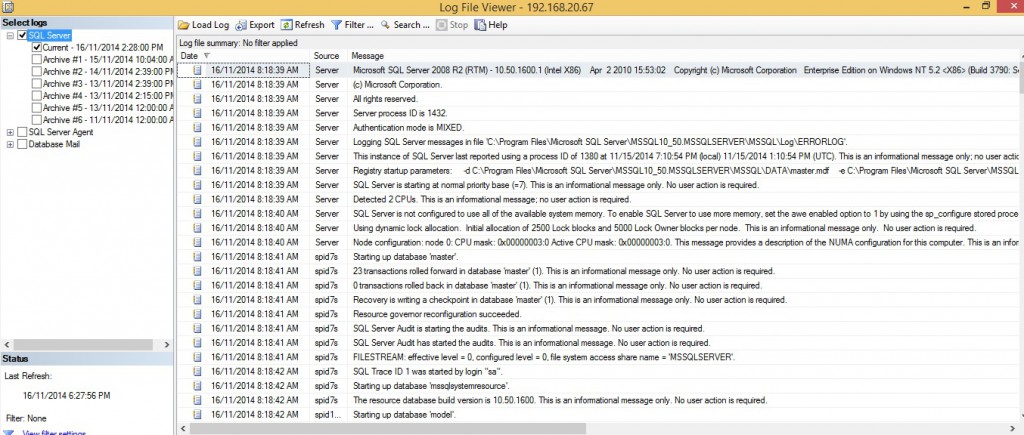 Log File Viewer - 192.168.20.67
Select logs
SQL Server
Current - 16/11/2014 2:28:00 PM
Archive #1 - 15/11/2014 10:04:00 A
Archive #2 - 14/11/2014 2:39:00 PM
Archive #3 - 13/11/2014 2:39:00 PM
Archive #4 - 13/11/2014 2:15:00 PM
Archive #5 - 13/11/2014 12:00:00 A
Archive #6 - 11/11/2014 12:00:00 A
SQL Server Agent
Database Mail
Status
Last Refresh:
16/11/2014 6:27:56 PM
Filter: None
View filter settings
Load Log Export Refresh Filter ... Search ... Stop Help
Log file summary: No filter applied
Date Source Message
16/11/2014 8:18:39 AM Server Microsoft SQL Server 2008 R2 (RTM) - 10.50.1600.1 (Intel X86) Apr 2 2010 15:53:02 Copyright (c) Microsoft Corporation Enterprise Edition on Windows NT 5.2 <X86> (Build 3790: Se
16/11/2014 8:18:39 AM Server (c) Microsoft Corporation.
16/11/2014 8:18:39 AM Server All rights reserved.
16/11/2014 8:18:39 AM Server Server process ID is 1432.
16/11/2014 8:18:39 AM Server Authentication mode is MIXED.
16/11/2014 8:18:39 AM Server Logging SQL Server messages in file 'C:\Program Files\Microsoft SQL Server\MSSQL10_50.MSSQLSERVER\MSSQL\Log\ERRORLOG'.
16/11/2014 8:18:39 AM Server This instance of SQL Server last reported using a process ID of 1380 at 11/15/2014 7:10:54 PM (local) 11/15/2014 1:10:54 PM (UTC). This is an informational message only; no user action
16/11/2014 8:18:39 AM Server Registry startup parameters: -d C:\Program Files\Microsoft SQL Server\MSSQL10_50.MSSQLSERVER\MSSQL\DATA\master.mdf -e C:\Program Files\Microsoft SQL Server\MSSQL
16/11/2014 8:18:39 AM Server SQL Server is starting at normal priority base (=7). This is an informational message only. No user action is required.
16/11/2014 8:18:39 AM Server Detected 2 CPUs. This is an informational message; no user action is required.
16/11/2014 8:18:40 AM Server SQL Server is not configured to use all of the available system memory. To enable SQL Server to use more memory, set the awe enabled option to 1 by using the sp_configure stored proce
16/11/2014 8:18:40 AM Server Using dynamic lock allocation. Initial allocation of 2500 Lock blocks and 5000 Lock Owner blocks per node. This is an informational message only. No user action is required.
16/11/2014 8:18:40 AM Server Node configuration: node 0: CPU mask: 0x00000003:0 Active CPU mask: 0x00000003:0. This message provides a description of the NUMA configuration for this computer. This is an infor
16/11/2014 8:18:41 AM spid7s Starting up database 'master'.
16/11/2014 8:18:41 AM spid7s 23 transactions rolled forward in database 'master' (1). This is an informational message only. No user action is required.
16/11/2014 8:18:41 AM spid7s 0 transactions rolled back in database 'master' (1). This is an informational message only. No user action is required.
16/11/2014 8:18:41 AM spid7s Recovery is writing a checkpoint in database 'master' (1). This is an informational message only. No user action is required.
16/11/2014 8:18:41 AM spid7s Resource governor reconfiguration succeeded.
16/11/2014 8:18:41 AM spid7s SQL Server Audit is starting the audits. This is an informational message. No user action is required.
16/11/2014 8:18:41 AM spid7s SQL Server Audit has started the audits. This is an informational message. No user action is required.
16/11/2014 8:18:41 AM spid7s FILESTREAM: effective level = 0, configured level = 0, file system access share name = 'MSSQLSERVER'.
16/11/2014 8:18:42 AM spid7s SQL Trace ID 1 was started by login "sa".
16/11/2014 8:18:42 AM spid7s Starting up database 'mssqlsystemresource'.
16/11/2014 8:18:42 AM spid7s The resource database build version is 10.50.1600. This is an informational message only. No user action is required.
16/11/2014 8:18:42 AM spid1... Starting up database 'model'.